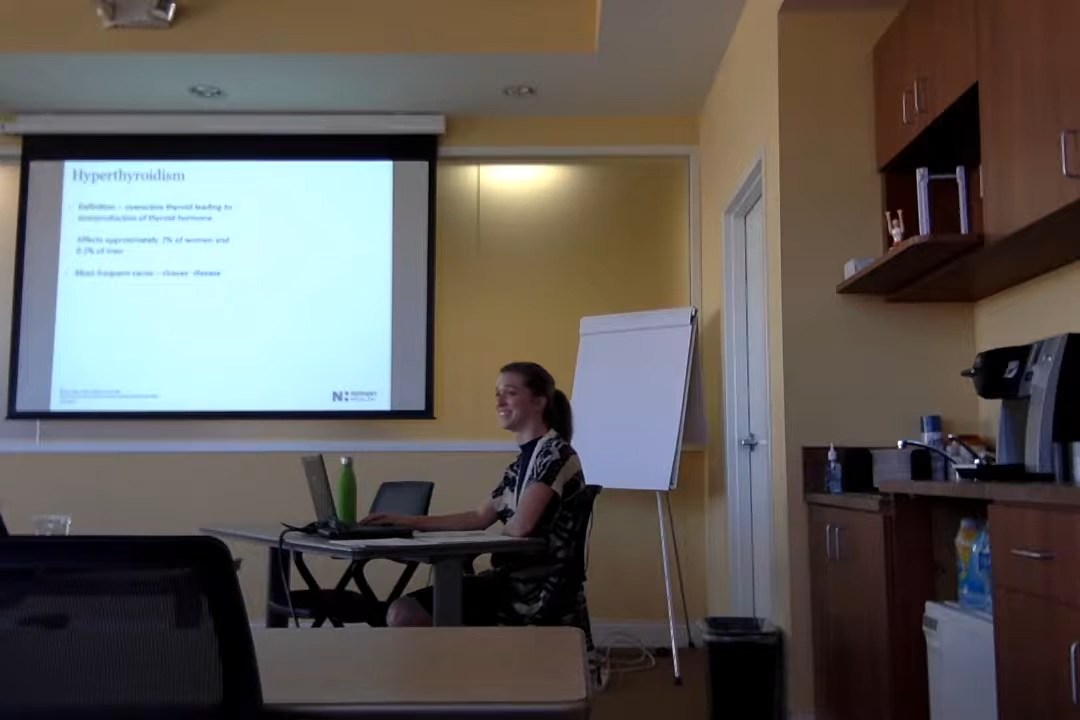 Hyperthyroidism
Definition – overactive thyroid leading to
overproduction of thyroid hormone
Affects approximately 2% of women and
0.2% of men
Most frequent cause – Graves' disease
N
HEALTH